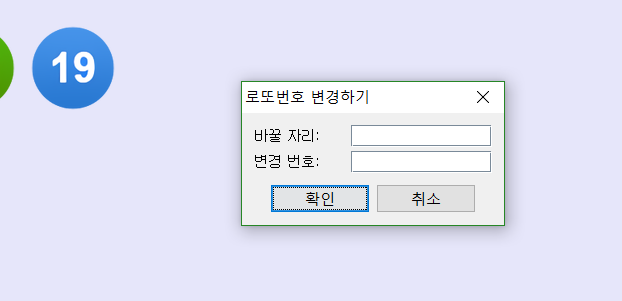 19
로또번호 변경하기
바꿀 자리:
변경 번호:
확인 취소